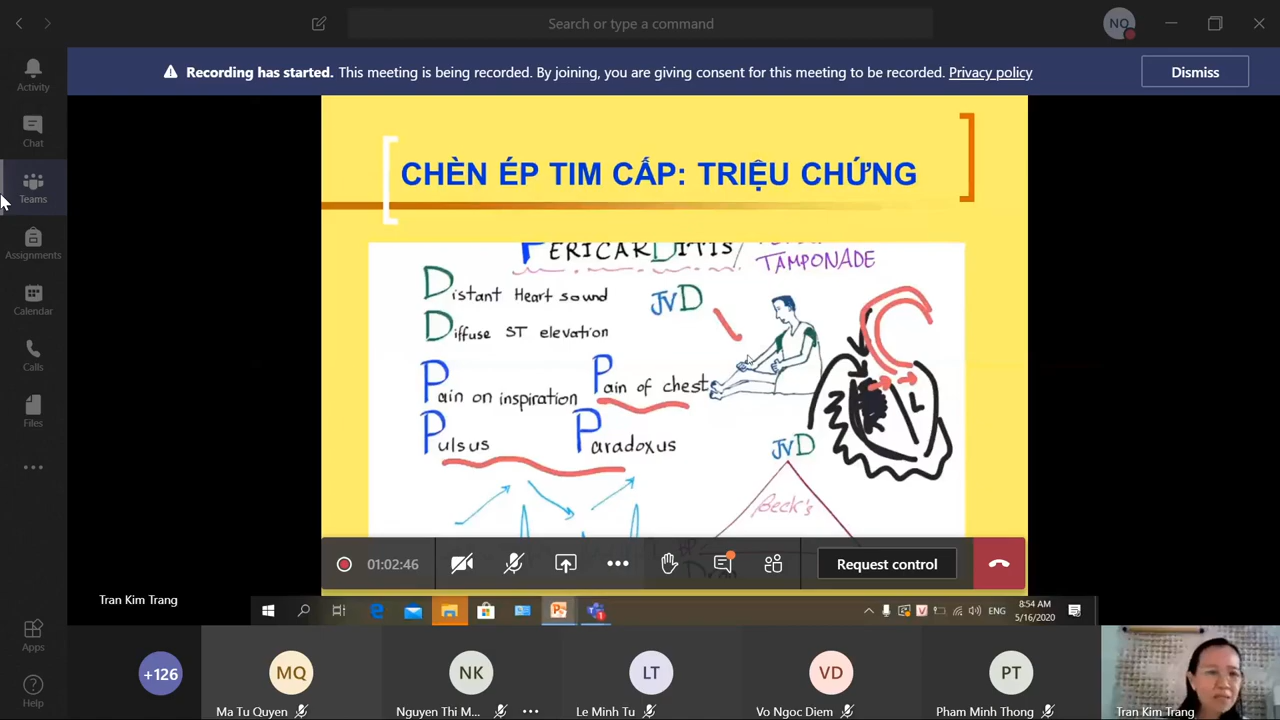 Search or type a command
NO
Recording has started. This meeting is being recorded. By joining, you are giving consent for this meeting to be recorded. Privacy policy
Dismiss
Activity
Chat
Teams
Assignments
Calendar
Calls
Files
Apps
Help
CHÈN ÉP TIM CẤP: TRIỆU CHỨNG
PERICARDITIS
TAMPONADE
Distant Heart sound
JVD
Diffuse ST elevation
Pain on inspiration
Pain of chest
Pulsus Paradoxus
L
JVD
Beck's
01:02:46
Request control
Tran Kim Trang
ENG
8:54 AM
5/16/2020
+126
MQ
NK
LT
VD
PT
Ma Tu Quyen
Nguyen Thi M...
Le Minh Tu
Vo Ngoc Diem
Pham Minh Thong
Tran Kim Trang